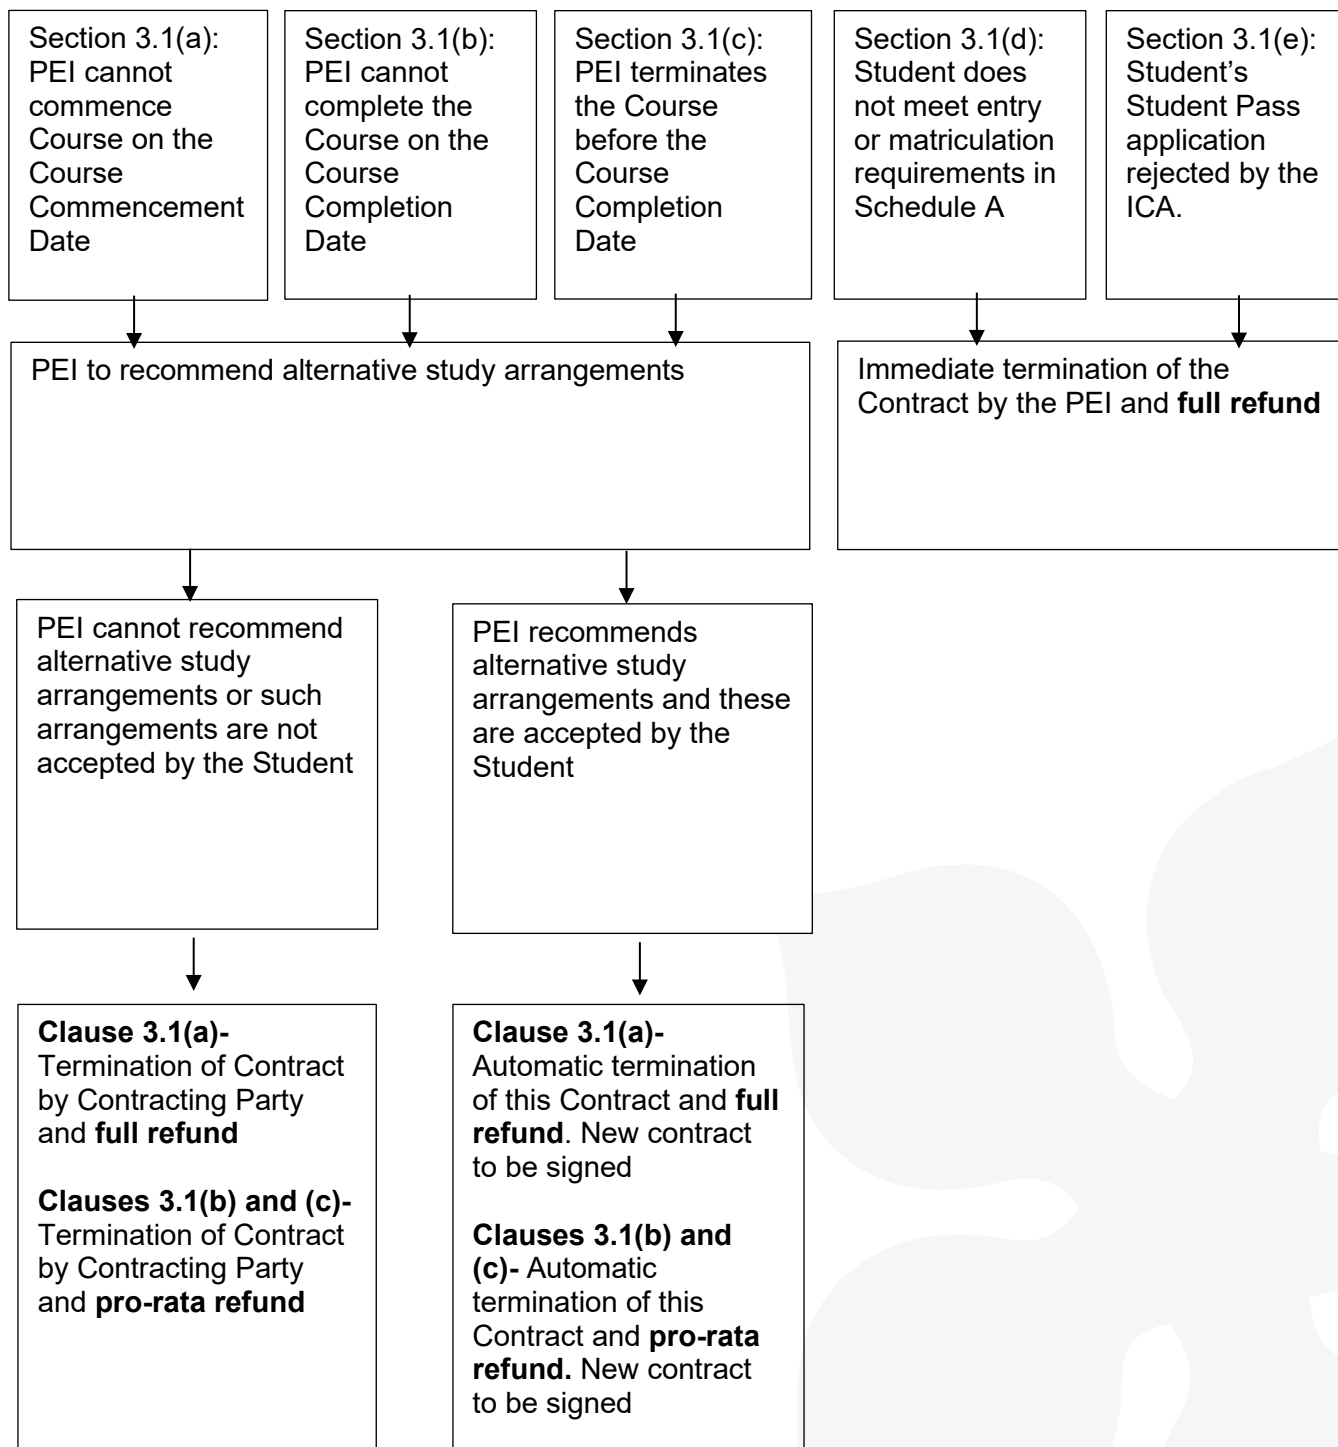 Section 3.1(a):
PEI cannot
commence
Course on the
Course
Commencement
Date
Section 3.1(b):
PEI cannot
complete the
Course on the
Course
Completion
Date
Section 3.1(c):
PEI terminates
the Course
before the
Course
Completion
Date
Section 3.1(d):
Student does
not meet entry
or matriculation
requirements in
Schedule A
Section 3.1(e):
Student’s
Student Pass
application
rejected by the
ICA.
PEI to recommend alternative study arrangements
Immediate termination of the
Contract by the PEI and full refund
PEI cannot recommend
alternative study
arrangements or such
arrangements are not
accepted by the Student
PEI recommends
alternative study
arrangements and these
are accepted by the
Student
Clause 3.1(a)-
Termination of Contract
by Contracting Party
and full refund
Clauses 3.1(b) and (c)-
Termination of Contract
by Contracting Party
and pro-rata refund
Clause 3.1(a)-
Automatic termination
of this Contract and full
refund. New contract
to be signed
Clauses 3.1(b) and
(c)- Automatic
termination of this
Contract and pro-rata
refund. New contract
to be signed